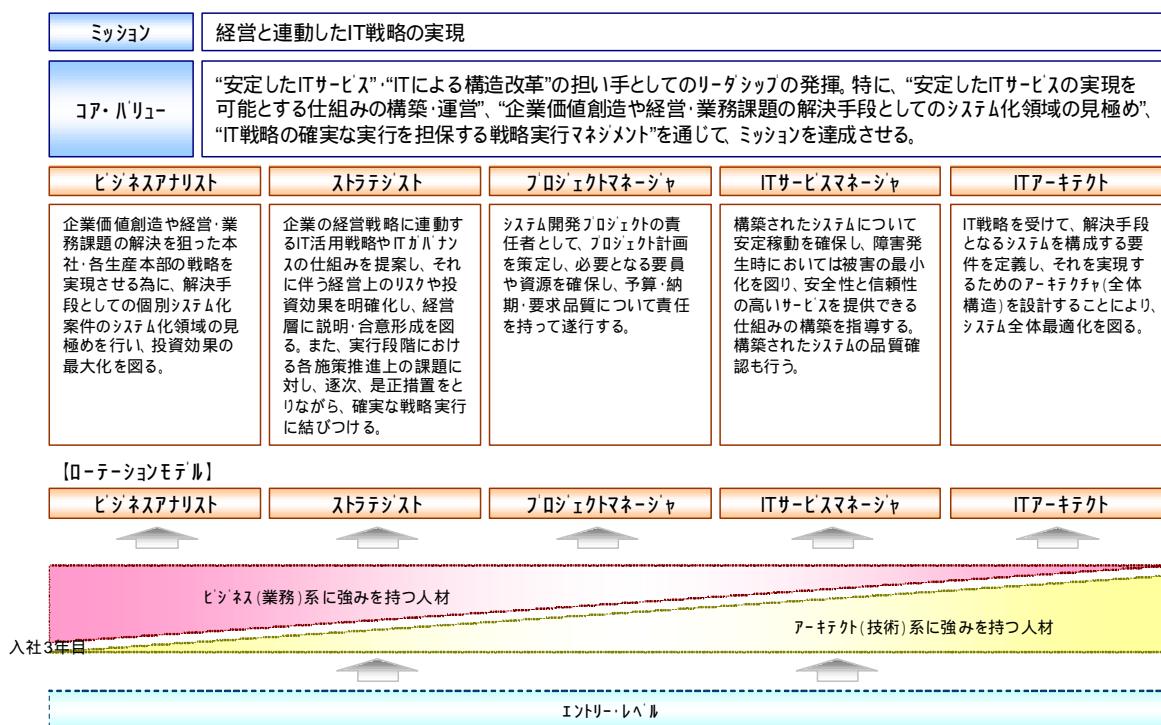 ミッション
経営と連動したIT戦略の実現
コア・バリュー
“安定したITサービス”・“ITによる構造改革”の担い手としてのリーダシップの発揮。特に、“安定したITサービスの実現を
可能とする仕組みの構築・運営”、“企業価値創造や経営・業務課題の解決手段としてのシステム化領域の見極め”、
“IT戦略の確実な実行を担保する戦略実行マネジメント”を通じて、ミッションを達成させる。
ビジネスアナリスト
ストラテジスト
プロジェクトマネージャ
ITサービスマネージャ
ITアーキテクト
企業価値創造や経営・業
務課題の解決を狙った本
社・各生産本部の戦略を
実現させる為に、解決手
段としての個別システム化
案件のシステム化領域の見
極めを行い、投資効果の
最大化を図る。
企業の経営戦略に連動す
るIT活用戦略やITガバナン
スの仕組みを提案し、それ
に伴う経営上のリスクや投
資効果を明確化し、経営
層に説明・合意形成を図
る。また、実行段階におけ
る各施策推進上の課題に
対し、逐次、是正措置をと
りながら、確実な戦略実行
に結びつける。
システム開発プロジェクトの責
任者として、プロジェクト計画
を策定し、必要となる要員
や資源を確保し、予算・納
期・要求品質について責任
を持って遂行する。
構築されたシステムについて
安定稼動を確保し、障害発
生時においては被害の最小
化を図り、安全性と信頼性
の高いサービスを提供できる
仕組みの構築を指導する。
構築されたシステムの品質確
認も行う。
IT戦略を受けて、解決手段
となるシステムを構成する要
件を定義し、それを実現す
るためのアーキテクチャ(全体
構造)を設計することにより、
システム全体最適化を図る。
【ローテーションモデル】
ビジネスアナリスト
ストラテジスト
プロジェクトマネージャ
ITサービスマネージャ
ITアーキテクト
ビジネス(業務)系に強みを持つ人材
アーキテクト(技術)系に強みを持つ人材
入社3年目
エントリー・レベル